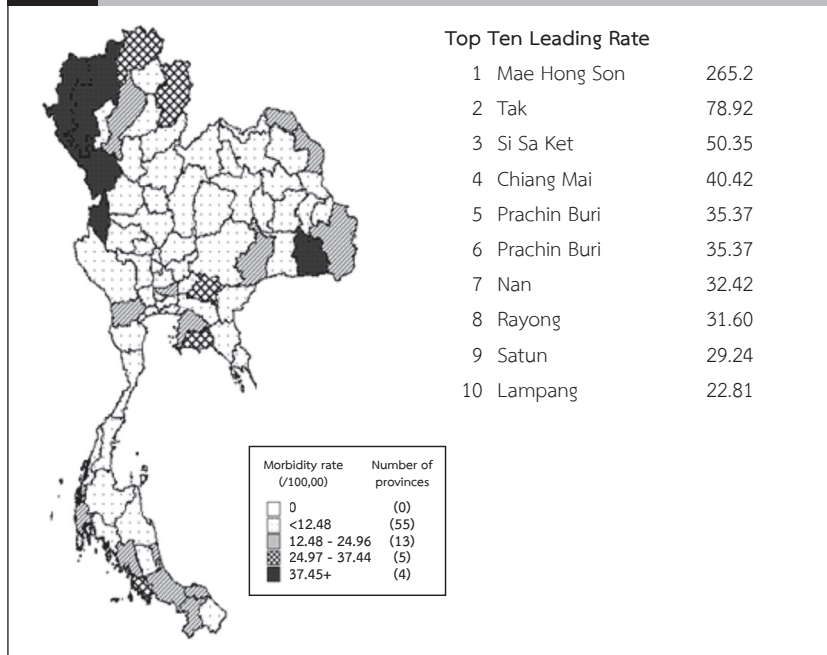 Top Ten Leading Rate
1 Mae Hong Son 265.2
2 Tak 78.92
3 Si Sa Ket 50.35
4 Chiang Mai 40.42
5 Prachin Buri 35.37
6 Prachin Buri 35.37
7 Nan 32.42
8 Rayong 31.60
9 Satun 29.24
10 Lampang 22.81
Morbidity rate Number of
(/100,00) provinces
0 (0)
<12.48 (55)
12.48 - 24.96 (13)
24.97 - 37.44 (5)
37.45+ (4)